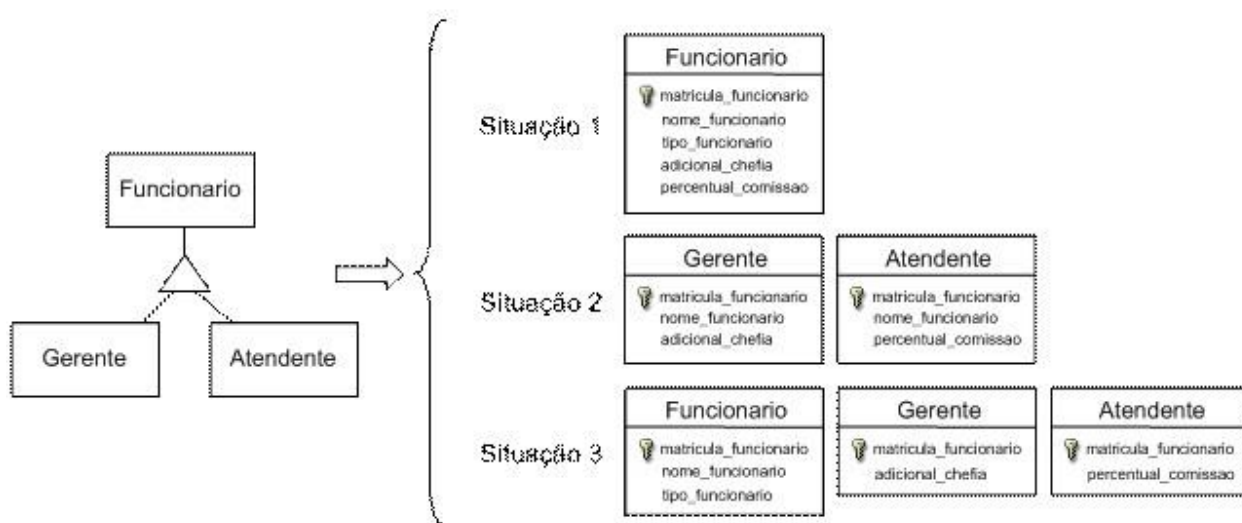 Funcionario
Gerente
Atendente
Situação 1
Funcionario
matricula_funcionario
nome_funcionario
tipo_funcionario
adicional_chefia
percentual_comissao
Situação 2
Gerente
matricula_funcionario
nome_funcionario
adicional_chefia
Atendente
matricula_funcionario
nome_funcionario
percentual_comissao
Situação 3
Funcionario
matricula_funcionario
nome_funcionario
tipo_funcionario
Gerente
matricula_funcionario
adicional_chefia
Atendente
matricula_funcionario
percentual_comissao